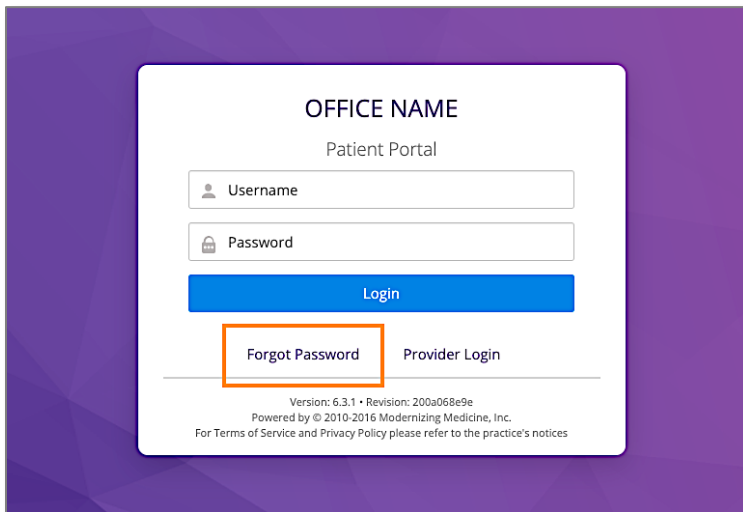 OFFICE NAME
Patient Portal
Username
Password
Login
Forgot Password Provider Login
Version: 6.3.1 • Revision: 200a068e9e
Powered by © 2010-2016 Modernizing Medicine, Inc.
For Terms of Service and Privacy Policy please refer to the practice's notices